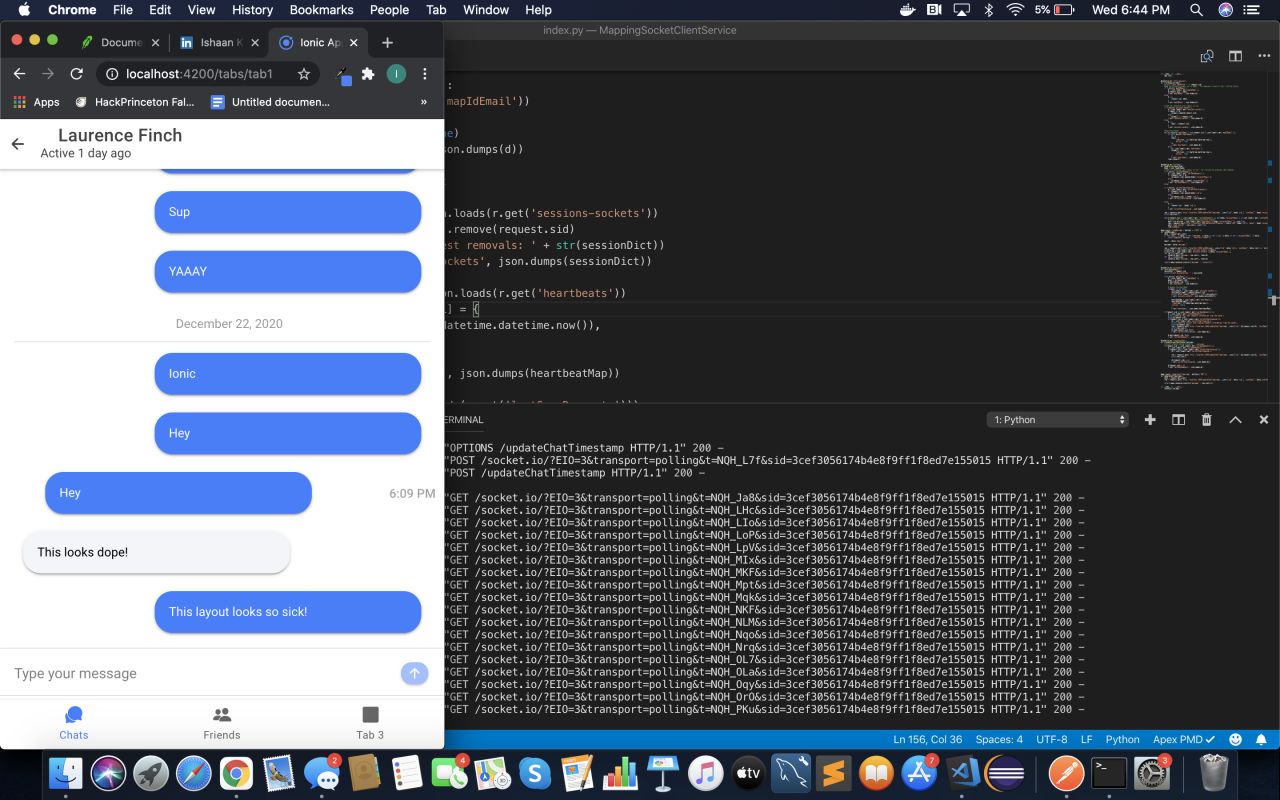 Chrome File Edit View History Bookmarks People Tab Window Help
5% Wed 6:44 PM
index.py — MappingSocketClientService
Docume
Ishaan K
Ionic Ap
localhost:4200/tabs/tab1
I
Apps HackPrinceton Fal... Untitled documen... »
Laurence Finch
Active 1 day ago
Sup
YAAAY
December 22, 2020
Ionic
Hey
Hey
6:09 PM
This looks dope!
This layout looks so sick!
Type your message
Chats Friends Tab 3
:
mapIdEmail'))
e)
on.dumps(d))
.loads(r.get('sessions-sockets'))
.remove(request.sid)
est removals: ' + str(sessionDict))
ckets', json.dumps(sessionDict))
n.loads(r.get('heartbeats'))
] = {
datetime.datetime.now()),
, json.dumps(heartbeatMap))
ERMINAL
1: Python
"OPTIONS /updateChatTimestamp HTTP/1.1" 200 –
"POST /socket.io/?EIO=3&transport=polling&t=NQH_L7f&sid=3cef3056174b4e8f9ff1f8ed7e155015 HTTP/1.1" 200 –
"POST /updateChatTimestamp HTTP/1.1" 200 –
"GET /socket.io/?EIO=3&transport=polling&t=NQH_Ja8&sid=3cef3056174b4e8f9ff1f8ed7e155015 HTTP/1.1" 200 –
"GET /socket.io/?EIO=3&transport=polling&t=NQH_LHc&sid=3cef3056174b4e8f9ff1f8ed7e155015 HTTP/1.1" 200 –
"GET /socket.io/?EIO=3&transport=polling&t=NQH_LIo&sid=3cef3056174b4e8f9ff1f8ed7e155015 HTTP/1.1" 200 –
"GET /socket.io/?EIO=3&transport=polling&t=NQH_LoP&sid=3cef3056174b4e8f9ff1f8ed7e155015 HTTP/1.1" 200 –
"GET /socket.io/?EIO=3&transport=polling&t=NQH_LpV&sid=3cef3056174b4e8f9ff1f8ed7e155015 HTTP/1.1" 200 –
"GET /socket.io/?EIO=3&transport=polling&t=NQH_MIx&sid=3cef3056174b4e8f9ff1f8ed7e155015 HTTP/1.1" 200 –
"GET /socket.io/?EIO=3&transport=polling&t=NQH_MKF&sid=3cef3056174b4e8f9ff1f8ed7e155015 HTTP/1.1" 200 –
"GET /socket.io/?EIO=3&transport=polling&t=NQH_Mpt&sid=3cef3056174b4e8f9ff1f8ed7e155015 HTTP/1.1" 200 –
"GET /socket.io/?EIO=3&transport=polling&t=NQH_Mqk&sid=3cef3056174b4e8f9ff1f8ed7e155015 HTTP/1.1" 200 –
"GET /socket.io/?EIO=3&transport=polling&t=NQH_NKF&sid=3cef3056174b4e8f9ff1f8ed7e155015 HTTP/1.1" 200 –
"GET /socket.io/?EIO=3&transport=polling&t=NQH_NLM&sid=3cef3056174b4e8f9ff1f8ed7e155015 HTTP/1.1" 200 –
"GET /socket.io/?EIO=3&transport=polling&t=NQH_Nqo&sid=3cef3056174b4e8f9ff1f8ed7e155015 HTTP/1.1" 200 –
"GET /socket.io/?EIO=3&transport=polling&t=NQH_Nrq&sid=3cef3056174b4e8f9ff1f8ed7e155015 HTTP/1.1" 200 –
"GET /socket.io/?EIO=3&transport=polling&t=NQH_OL7&sid=3cef3056174b4e8f9ff1f8ed7e155015 HTTP/1.1" 200 –
"GET /socket.io/?EIO=3&transport=polling&t=NQH_OLa&sid=3cef3056174b4e8f9ff1f8ed7e155015 HTTP/1.1" 200 –
"GET /socket.io/?EIO=3&transport=polling&t=NQH_Oqy&sid=3cef3056174b4e8f9ff1f8ed7e155015 HTTP/1.1" 200 –
"GET /socket.io/?EIO=3&transport=polling&t=NQH_OrO&sid=3cef3056174b4e8f9ff1f8ed7e155015 HTTP/1.1" 200 –
"GET /socket.io/?EIO=3&transport=polling&t=NQH_PKu&sid=3cef3056174b4e8f9ff1f8ed7e155015 HTTP/1.1" 200 –
Ln 156, Col 36 Spaces: 4 UTF-8 LF Python Apex PMD ✓
2 4 tv 7 3